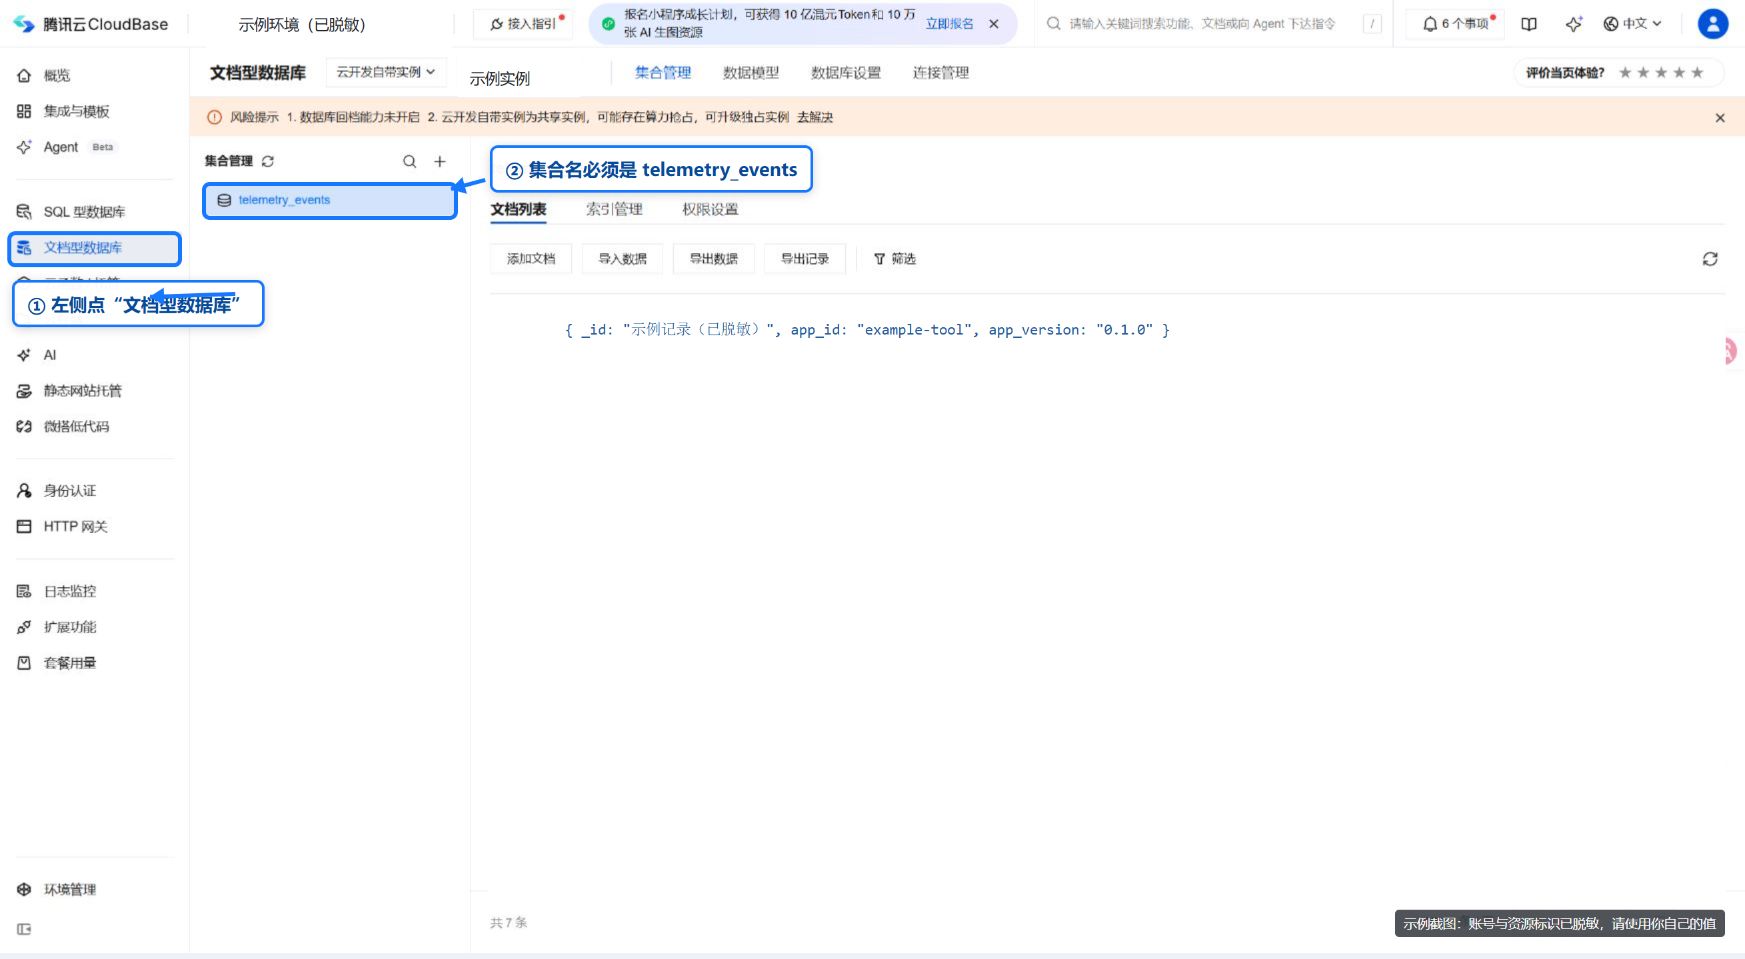 腾讯云CloudBase
示例环境（已脱敏）
接入指引
报名小程序成长计划，可获得 10 亿混元Token和 10 万
张 AI 生图资源
立即报名
请输入关键词搜索功能、文档或向 Agent 下达指令
/
6 个事项
中文
概览
集成与模板
Agent Beta
SQL 型数据库
文档型数据库
① 左侧点“文档型数据库”
AI
静态网站托管
微搭低代码
身份认证
HTTP 网关
日志监控
扩展功能
套餐用量
环境管理
文档型数据库
云开发自带实例
示例实例
集合管理
数据模型
数据库设置
连接管理
评价当页体验？ ★ ★ ★ ★ ★
风险提示 1. 数据库回档能力未开启 2. 云开发自带实例为共享实例，可能存在算力抢占，可升级独占实例 去解决
集合管理
telemetry_events
② 集合名必须是 telemetry_events
文档列表
索引管理
权限设置
添加文档
导入数据
导出数据
导出记录
筛选
{ _id: "示例记录（已脱敏）", app_id: "example-tool", app_version: "0.1.0" }
共 7 条
示例截图：账号与资源标识已脱敏，请使用你自己的值